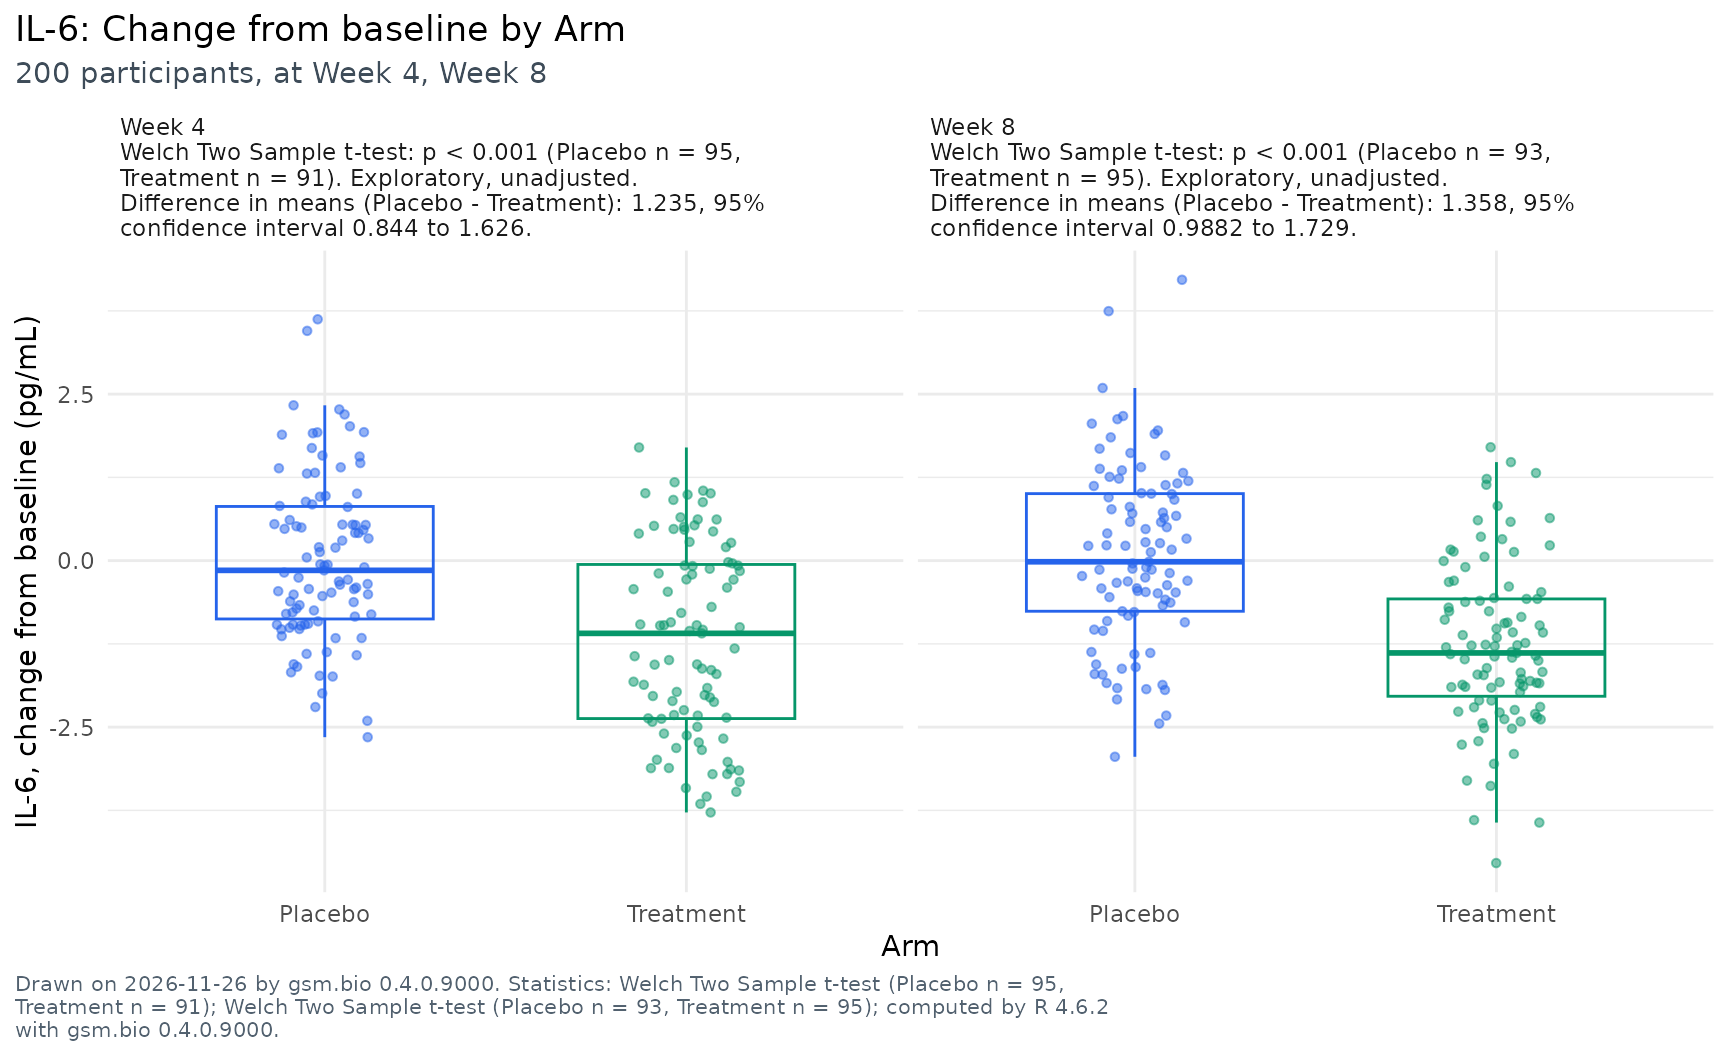 IL-6: Change from baseline by Arm
200 participants, at Week 4, Week 8
Week 4
Welch Two Sample t-test: p < 0.001 (Placebo n = 95,
Treatment n = 91). Exploratory, unadjusted.
Difference in means (Placebo - Treatment): 1.235, 95%
confidence interval 0.844 to 1.626.
Week 8
Welch Two Sample t-test: p < 0.001 (Placebo n = 93,
Treatment n = 95). Exploratory, unadjusted.
Difference in means (Placebo - Treatment): 1.358, 95%
confidence interval 0.9882 to 1.729.
IL-6, change from baseline (pg/mL)
2.5
0.0
-2.5
Placebo
Treatment
Placebo
Treatment
Arm
Drawn on 2026-11-26 by gsm.bio 0.4.0.9000. Statistics: Welch Two Sample t-test (Placebo n = 95,
Treatment n = 91); Welch Two Sample t-test (Placebo n = 93, Treatment n = 95); computed by R 4.6.2
with gsm.bio 0.4.0.9000.